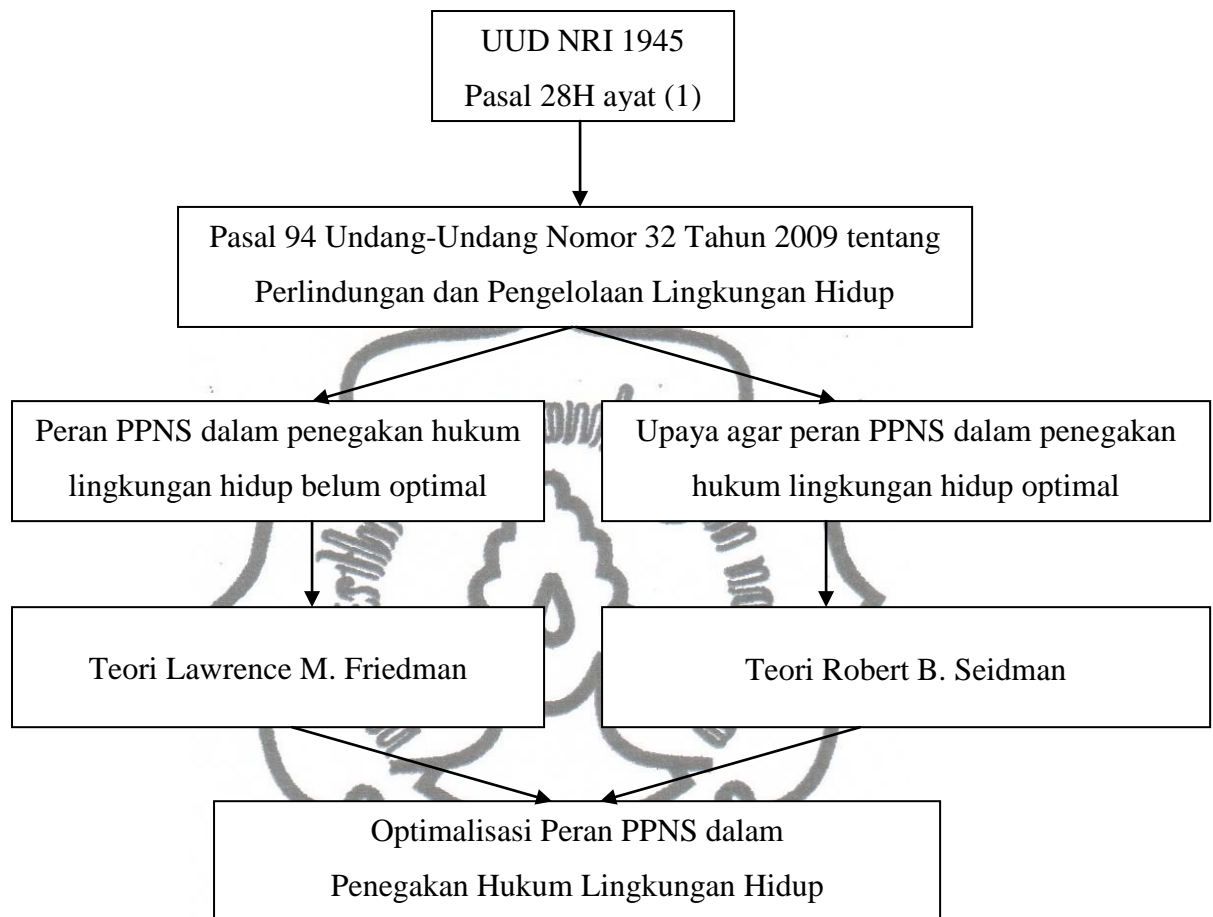 UUD NRI 1945
Pasal 28H ayat (1)
Pasal 94 Undang-Undang Nomor 32 Tahun 2009 tentang
Perlindungan dan Pengelolaan Lingkungan Hidup
Peran PPNS dalam penegakan hukum
lingkungan hidup belum optimal
Upaya agar peran PPNS dalam penegakan
hukum lingkungan hidup optimal
Teori Lawrence M. Friedman
Teori Robert B. Seidman
Optimalisasi Peran PPNS dalam
Penegakan Hukum Lingkungan Hidup